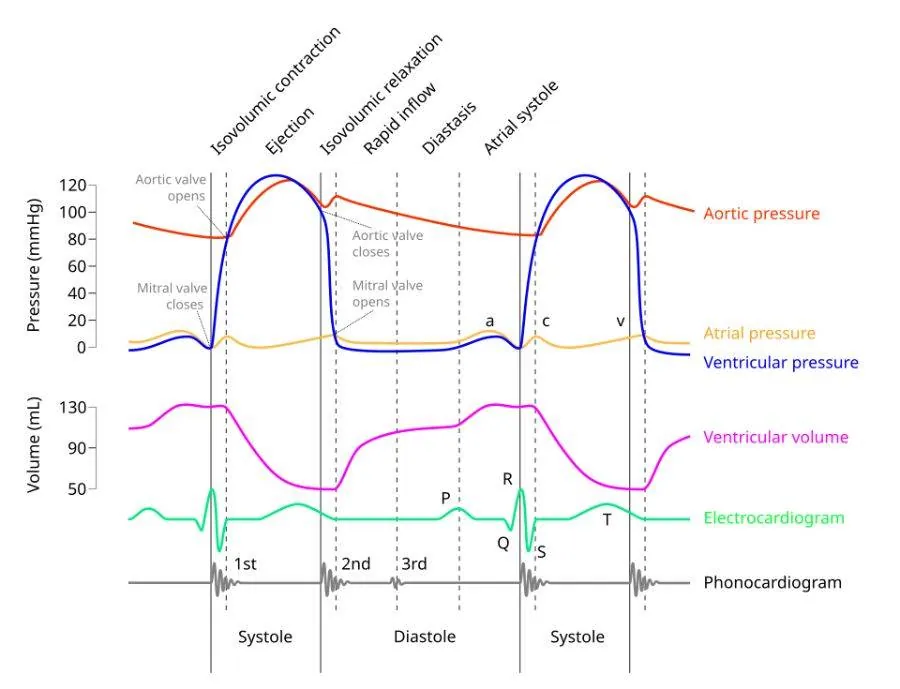 Isovolumic contraction
Ejection
Isovolumic relaxation
Rapid inflow
Diastasis
Atrial systole
Pressure (mmHg)
120
100
80
60
40
20
0
Aortic valve
opens
Aortic valve
closes
Mitral valve
closes
Mitral valve
opens
a
c
v
Aortic pressure
Atrial pressure
Ventricular pressure
Volume (mL)
130
90
50
Ventricular volume
R
P
Q
S
T
Electrocardiogram
1st
2nd
3rd
Phonocardiogram
Systole
Diastole
Systole